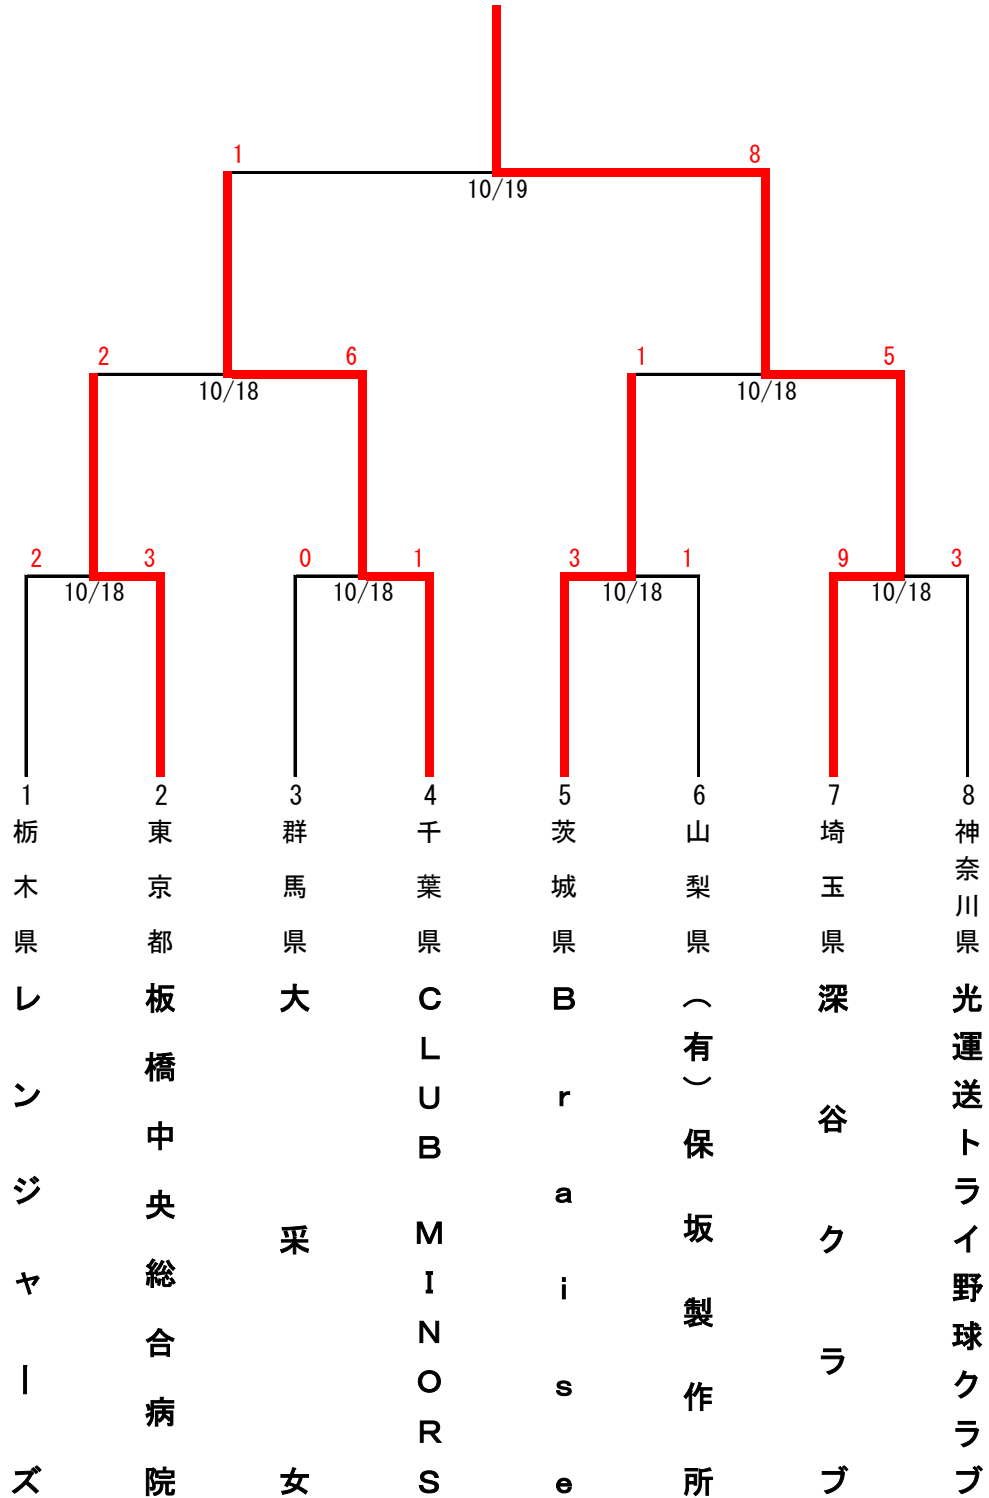 1 8
10/19
2 6 1 5
10/18 10/18
2 3 0 1 3 1 9 3
10/18 10/18 10/18 10/18
1 2 3 4 5 6 7 8
栃木県
レンジャーズ
東京都
板橋中央総合病院
群馬県
大采女
千葉県
CLUB MINORS
茨城県
Braise
山梨県
(有)保坂製作所
埼玉県
深谷クラブ
神奈川県
光運送トライ野球クラブ